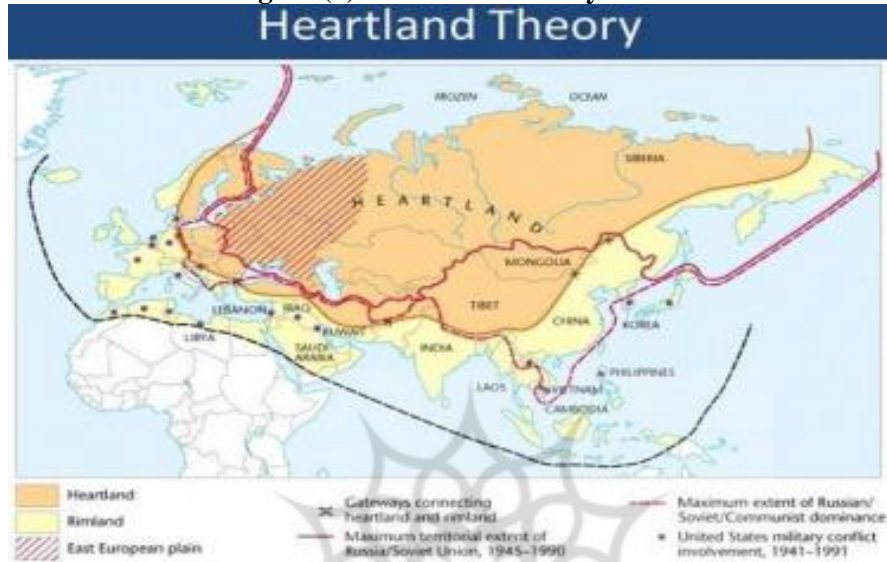 Heartland Theory
FROZEN OCEAN
SIBERIA
HEARTLAND
MONGOLIA
TIBET
CHINA
KOREA
LEBANON IRAQ
KUWAIT
LIBYA
SAUDI
ARABIA
INDIA
LAOS
VIETNAM
PHILIPPINES
CAMBODIA
Heartland
Rimland
East European plain
Gateways connecting
heartland and rimland
Maximum territorial extent of
Russia/Soviet Union, 1945–1990
Maximum extent of Russian/
Soviet/Communist dominance
United States military conflict
involvement, 1941–1991